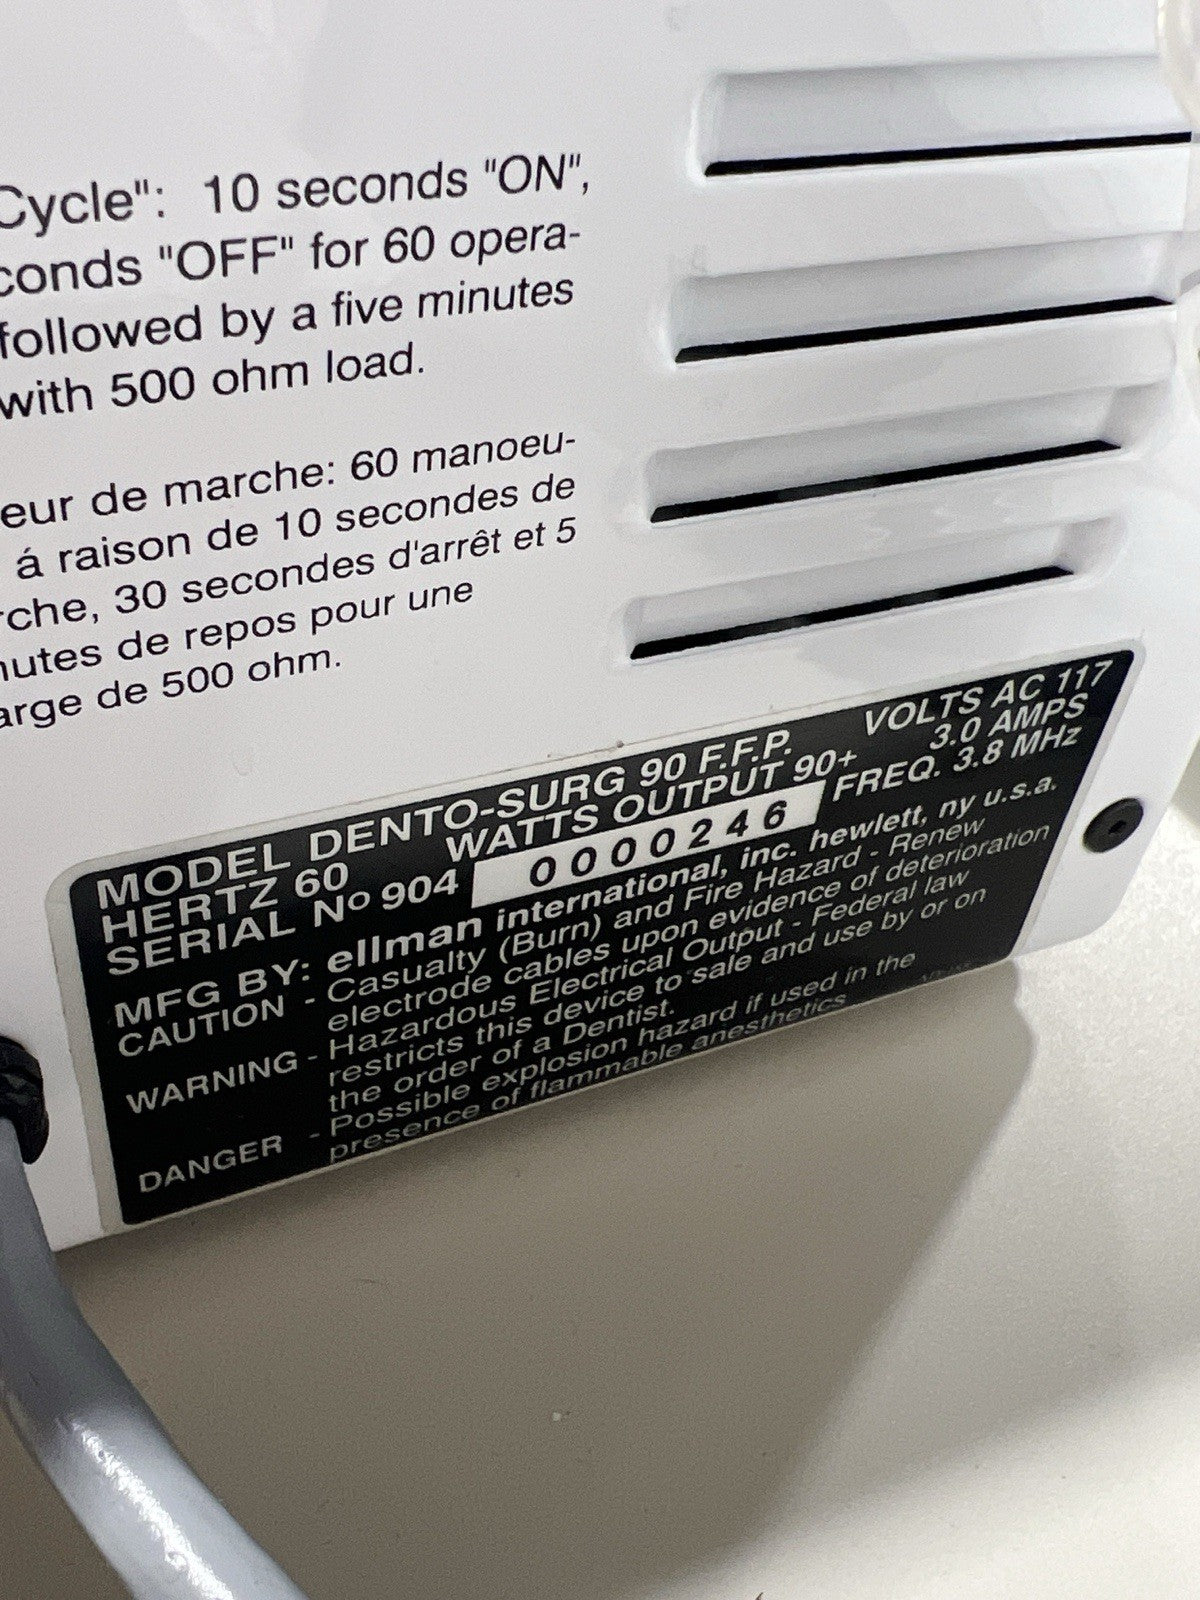 Cycle": 10 seconds "ON",
conds "OFF" for 60 opera-
followed by a five minutes
with 500 ohm load.
eur de marche: 60 manoeu-
á raison de 10 secondes de
rche, 30 secondes d'arrêt et 5
nutes de repos pour une
arge de 500 ohm.
MODEL DENTO-SURG 90 F.F.P. VOLTS AC 117
HERTZ 60 WATTS OUTPUT 90+ 3.0 AMPS
SERIAL No 904 0000246 FREQ. 3.8 MHz
MFG BY: ellman international, inc. hewlett, ny u.s.a.
CAUTION - Casualty (Burn) and Fire Hazard - Renew
electrode cables upon evidence of deterioration
WARNING - Hazardous Electrical Output - Federal law
restricts this device to sale and use by or on
the order of a Dentist.
DANGER - Possible explosion hazard if used in the
presence of flammable anesthetics